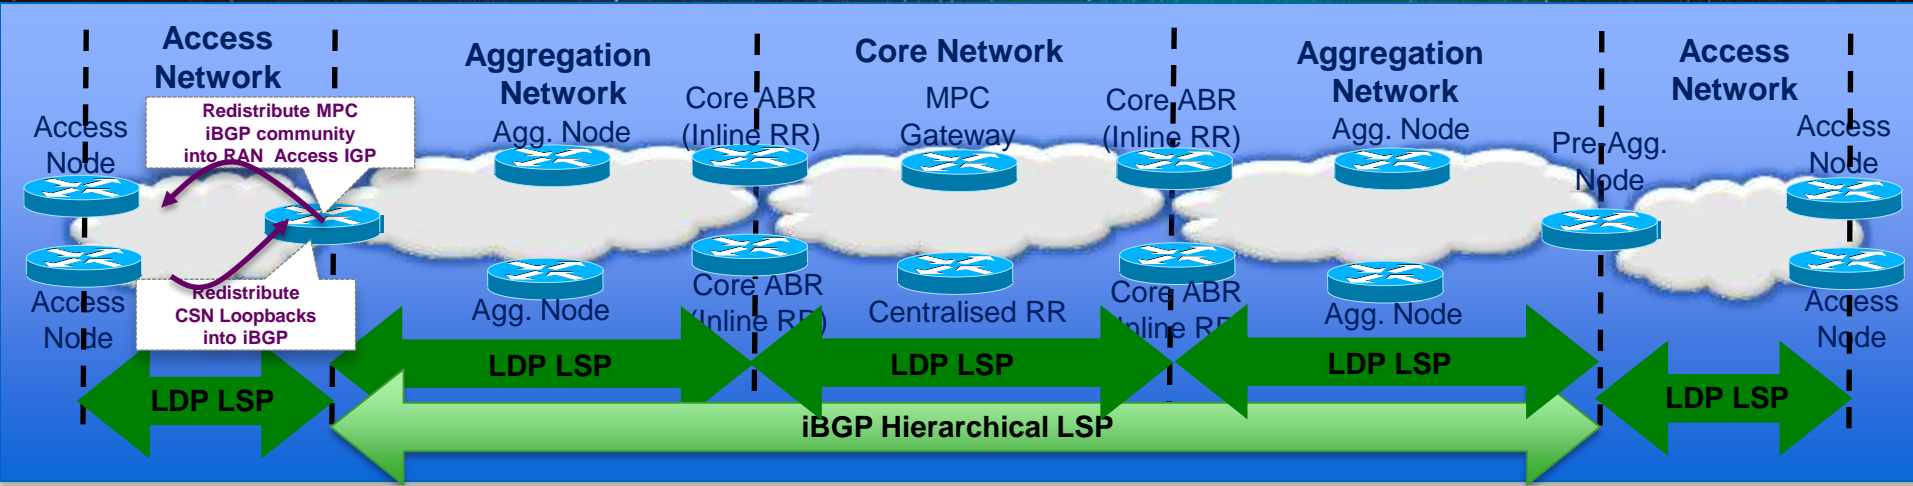 Access
Network
Aggregation
Network
Core Network
Aggregation
Network
Access
Network
Access
Node
Redistribute MPC
iBGP community
into RAN Access IGP
Agg. Node
Core ABR
(Inline RR)
MPC
Gateway
Core ABR
(Inline RR)
Agg. Node
Pre-Agg.
Node
Access
Node
Access
Node
Redistribute
CSN Loopbacks
into iBGP
Agg. Node
Core ABR
(Inline RR)
Centralised RR
Core ABR
(Inline RR)
Agg. Node
Access
Node
LDP LSP
LDP LSP
LDP LSP
LDP LSP
LDP LSP
iBGP Hierarchical LSP